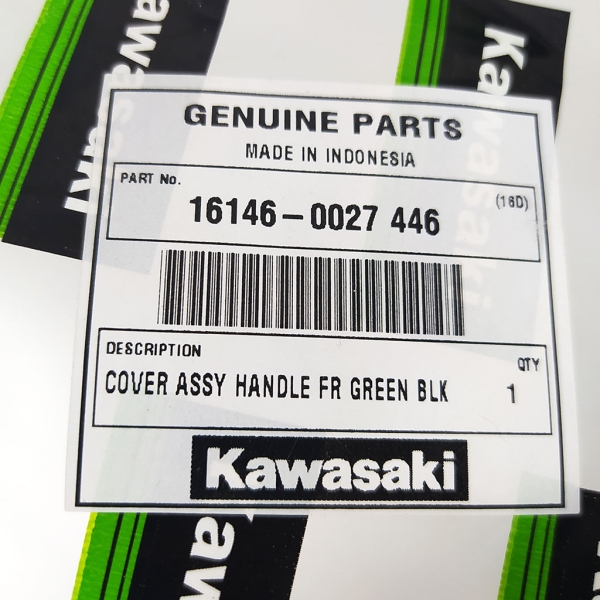 Kawasaki
Kawasaki
GENUINE PARTS
MADE IN INDONESIA
PART No.
(16D)
16146-0027 446
DESCRIPTION
QTY
COVER ASSY HANDLE FR GREEN BLK 1
Kawasaki